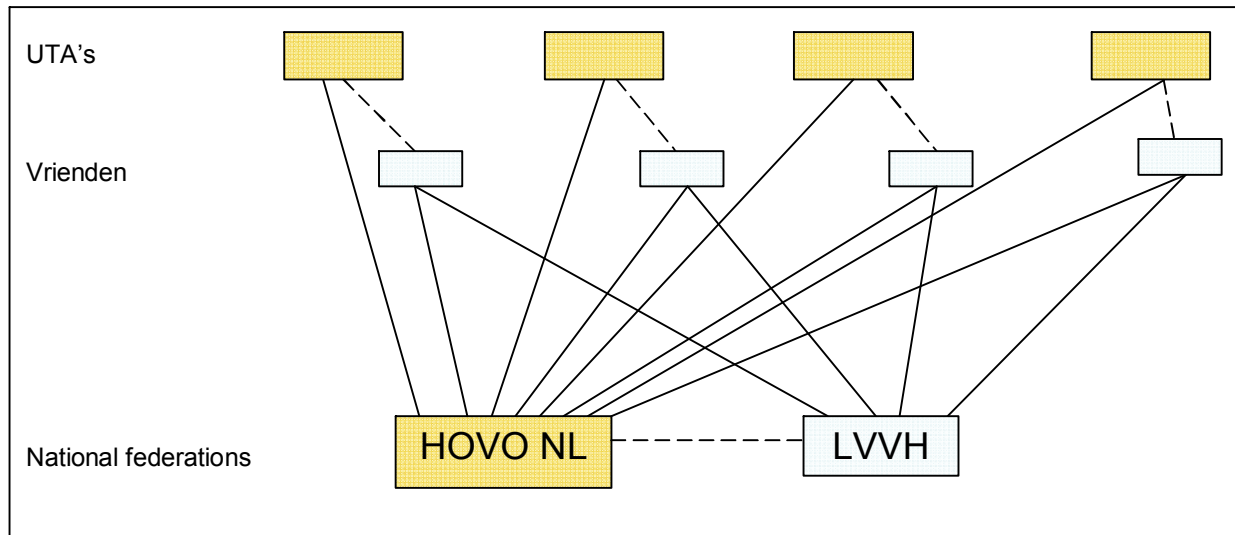 UTA's
Vrienden
National federations
HOVO NL
LVVH